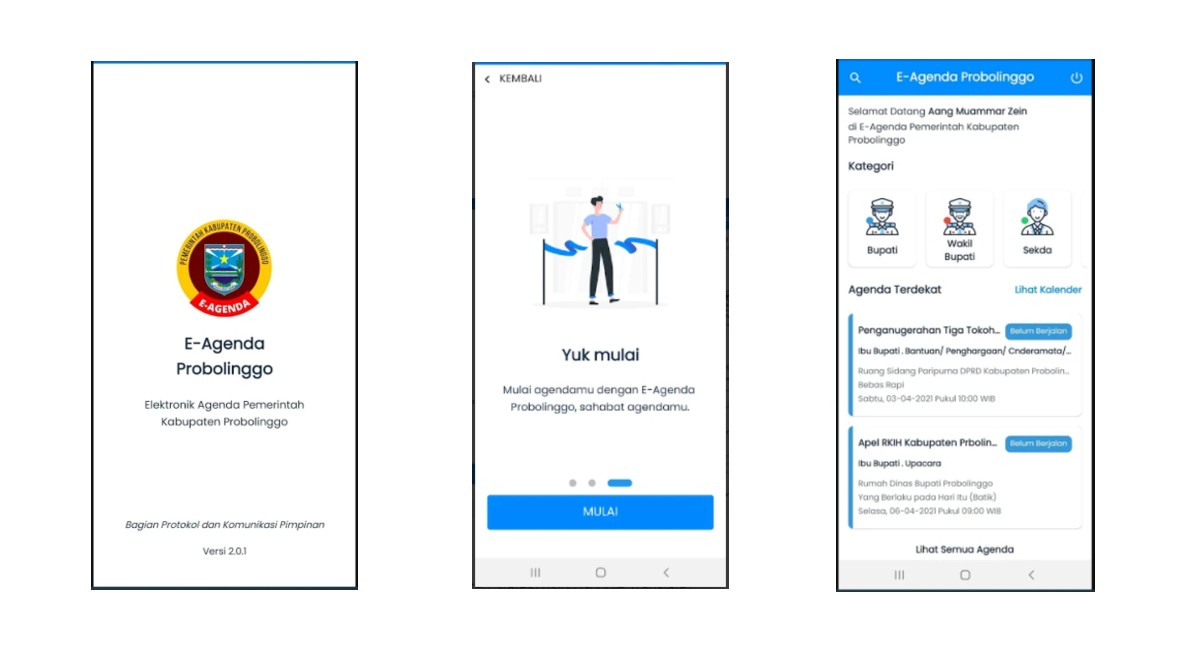 PEMERINTAH KABUPATEN PROBOLINGGO
E-AGENDA
E-Agenda
Probolinggo
Elektronik Agenda Pemerintah
Kabupaten Probolinggo
Bagian Protokol dan Komunikasi Pimpinan
Versi 2.0.1
KEMBALI
Yuk mulai
Mulai agendamu dengan E-Agenda
Probolinggo, sahabat agendamu.
MULAI
E-Agenda Probolinggo
Selamat Datang Aang Muammar Zein
di E-Agenda Pemerintah Kabupaten
Probolinggo
Kategori
Bupati
Wakil
Bupati
Sekda
Agenda Terdekat
Lihat Kalender
Penganugerahan Tiga Tokoh...
Belum Berjalan
Ibu Bupati . Bantuan/ Penghargaan/ Cnderamata/...
Ruang Sidang Paripurna DPRD Kabupaten Probolin...
Bebas Rapi
Sabtu, 03-04-2021 Pukul 10:00 WIB
Apel RKIH Kabupaten Prbolin...
Belum Berjalan
Ibu Bupati . Upacara
Rumah Dinas Bupati Probolinggo
Yang Berlaku pada Hari Itu (Batik)
Selasa, 06-04-2021 Pukul 09:00 WIB
Lihat Semua Agenda